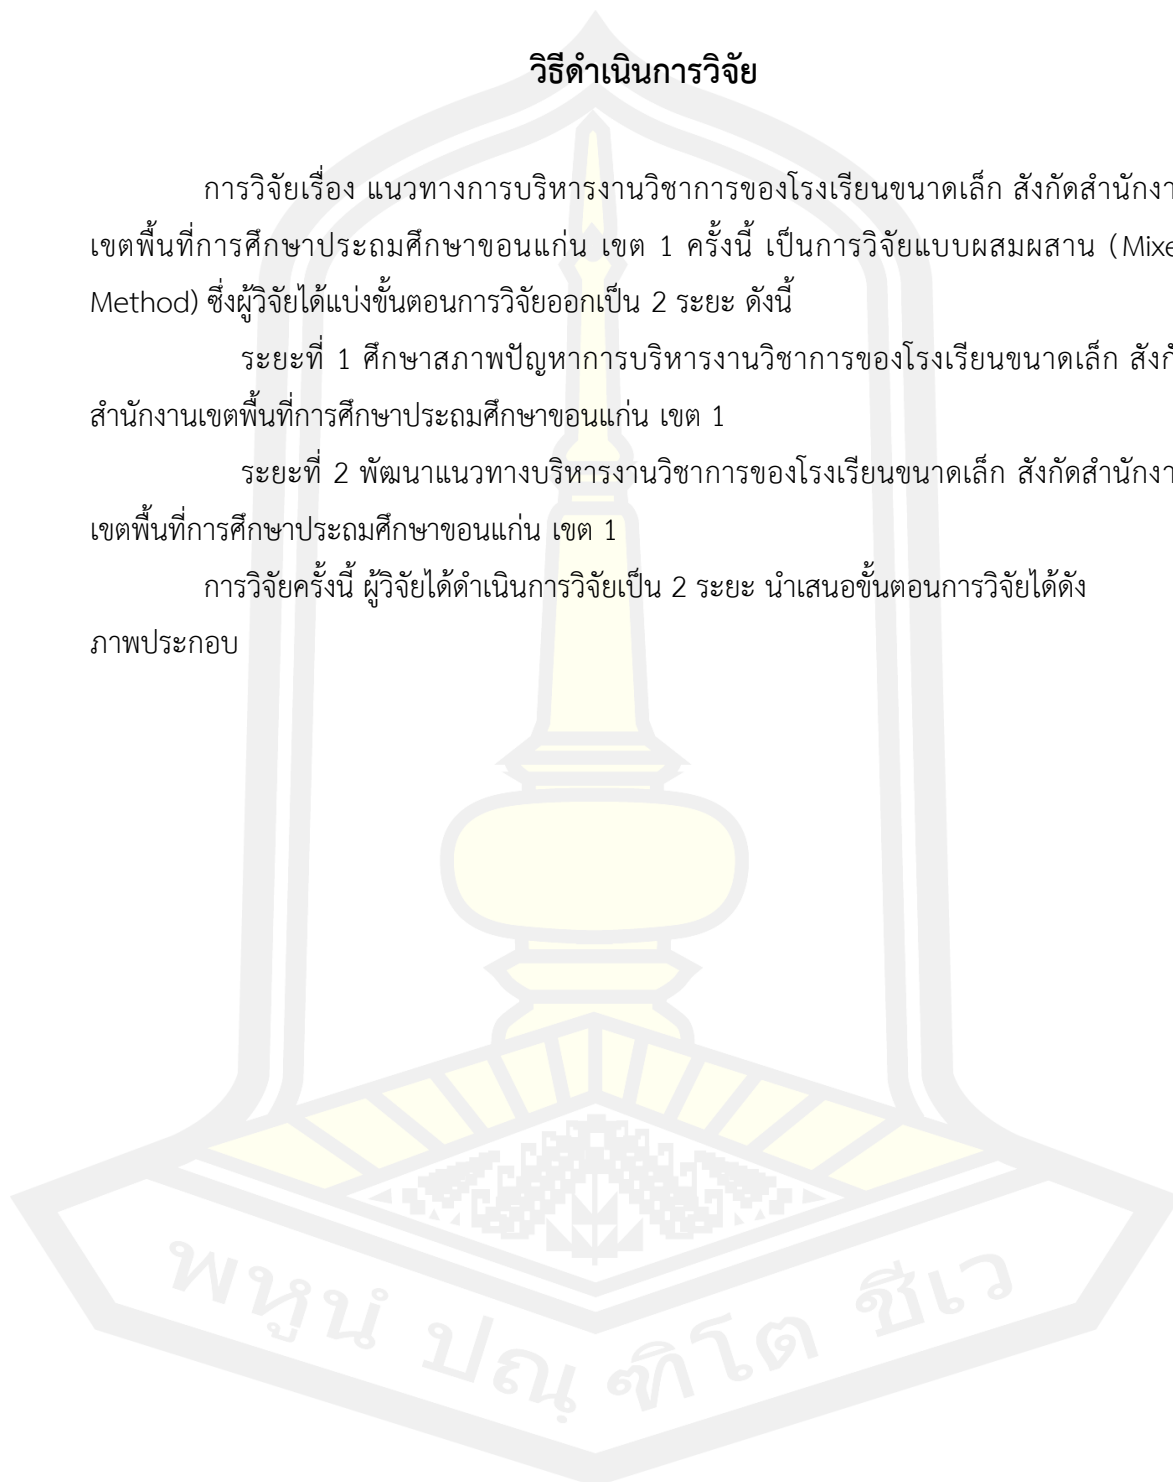 วิธีดำเนินการวิจัย
การวิจัยเรื่อง แนวทางการบริหารงานวิชาการของโรงเรียนขนาดเล็ก สังกัดสำนักงา
เขตพื้นที่การศึกษาประถมศึกษาขอนแก่น เขต 1 ครั้งนี้ เป็นการวิจัยแบบผสมผสาน (Mixe
Method) ซึ่งผู้วิจัยได้แบ่งขั้นตอนการวิจัยออกเป็น 2 ระยะ ดังนี้
ระยะที่ 1 ศึกษาสภาพปัญหาการบริหารงานวิชาการของโรงเรียนขนาดเล็ก สังกั
สำนักงานเขตพื้นที่การศึกษาประถมศึกษาขอนแก่น เขต 1
ระยะที่ 2 พัฒนาแนวทางบริหารงานวิชาการของโรงเรียนขนาดเล็ก สังกัดสำนักงา
เขตพื้นที่การศึกษาประถมศึกษาขอนแก่น เขต 1
การวิจัยครั้งนี้ ผู้วิจัยได้ดำเนินการวิจัยเป็น 2 ระยะ นำเสนอขั้นตอนการวิจัยได้ดัง
ภาพประกอบ
พหูนํ ปณฺฑิโต ชีเว